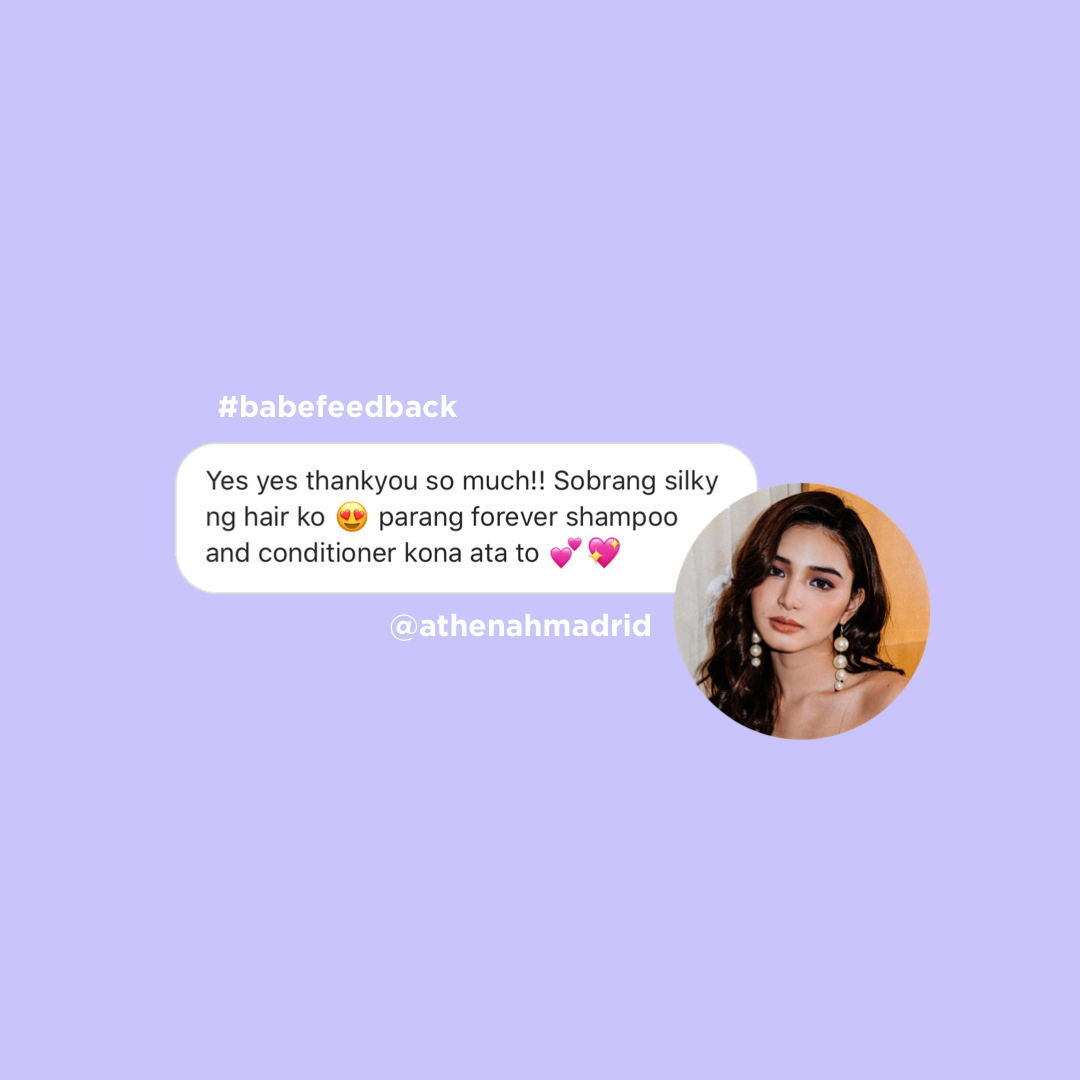 #babefeedback
Yes yes thankyou so much!! Sobrang silky
ng hair ko 😍 parang forever shampoo
and conditioner kona ata to 💕💖
@athenahmadrid